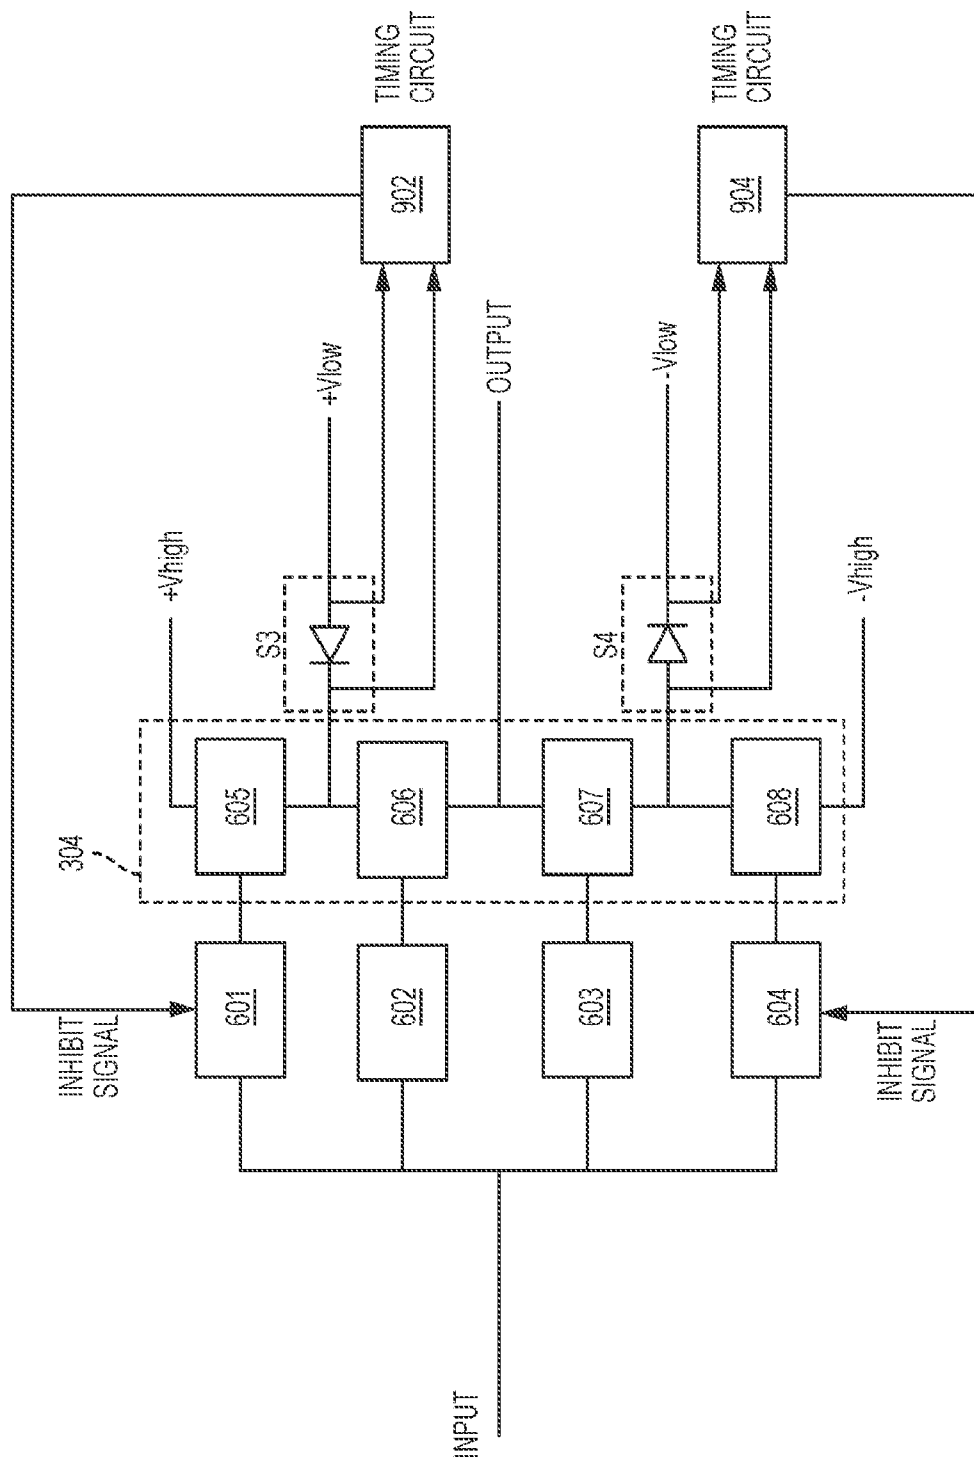 TIMING
CIRCUIT
902
TIMING
CIRCUIT
904
+Vlow
OUTPUT
-Vlow
+Vhigh
-Vhigh
S3
S4
304
605
606
607
608
601
602
603
604
INHIBIT
SIGNAL
INHIBIT
SIGNAL
INPUT